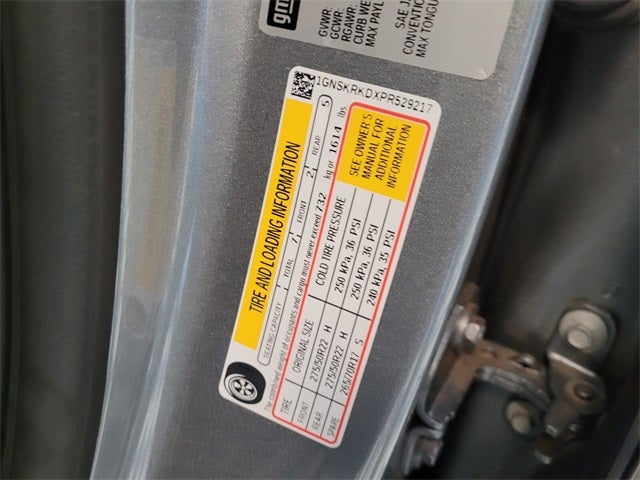 gm
GVWR:
GCWR:
RGAWR:
CURB WE
MAX PAYL
SAE J
CONVENTIO
MAX TONGU
1GNSKRKDXPR529217
TIRE AND LOADING INFORMATION
SEATING CAPACITY TOTAL 7 FRONT 2 REAR 5
The combined weight of occupants and cargo must never exceed 732 kg or 1614 lbs
TIRE ORIGINAL SIZE COLD TIRE PRESSURE
FRONT 275/50R22 H 250 kPa, 36 PSI
REAR 275/50R22 H 250 kPa, 36 PSI
SPARE 265/70R17 S 240 kPa, 35 PSI
SEE OWNER'S
MANUAL FOR
ADDITIONAL
INFORMATION